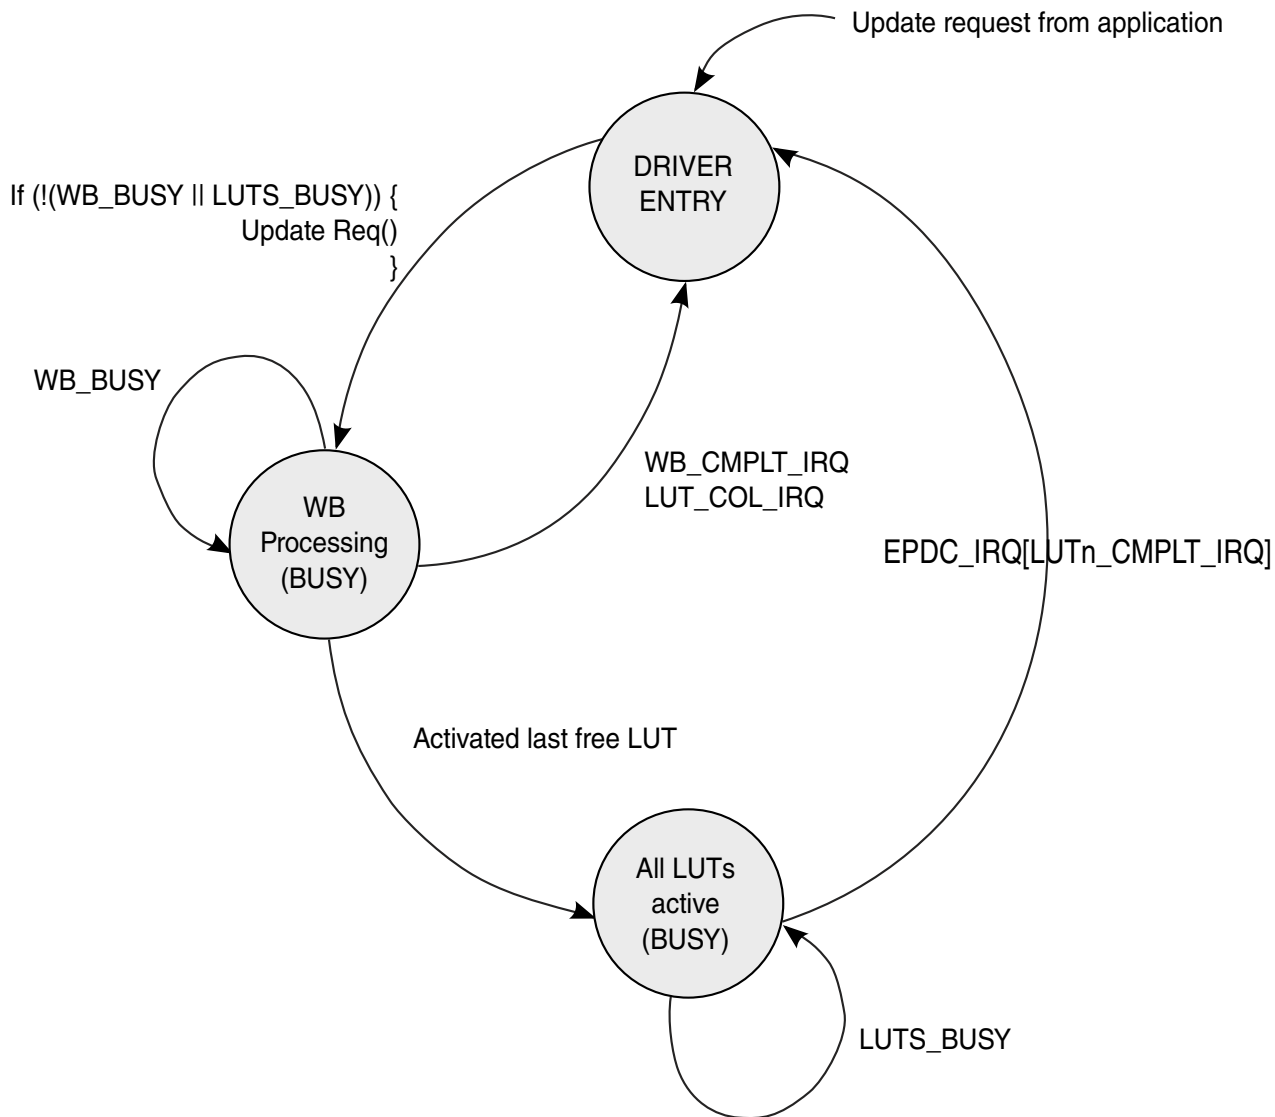 Update request from application
DRIVER
ENTRY
If (!(WB_BUSY || LUTS_BUSY)) {
Update Req()
}
WB_BUSY
WB_CMPLT_IRQ
LUT_COL_IRQ
WB
Processing
(BUSY)
EPDC_IRQ[LUTn_CMPLT_IRQ]
Activated last free LUT
All LUTs
active
(BUSY)
LUTS_BUSY